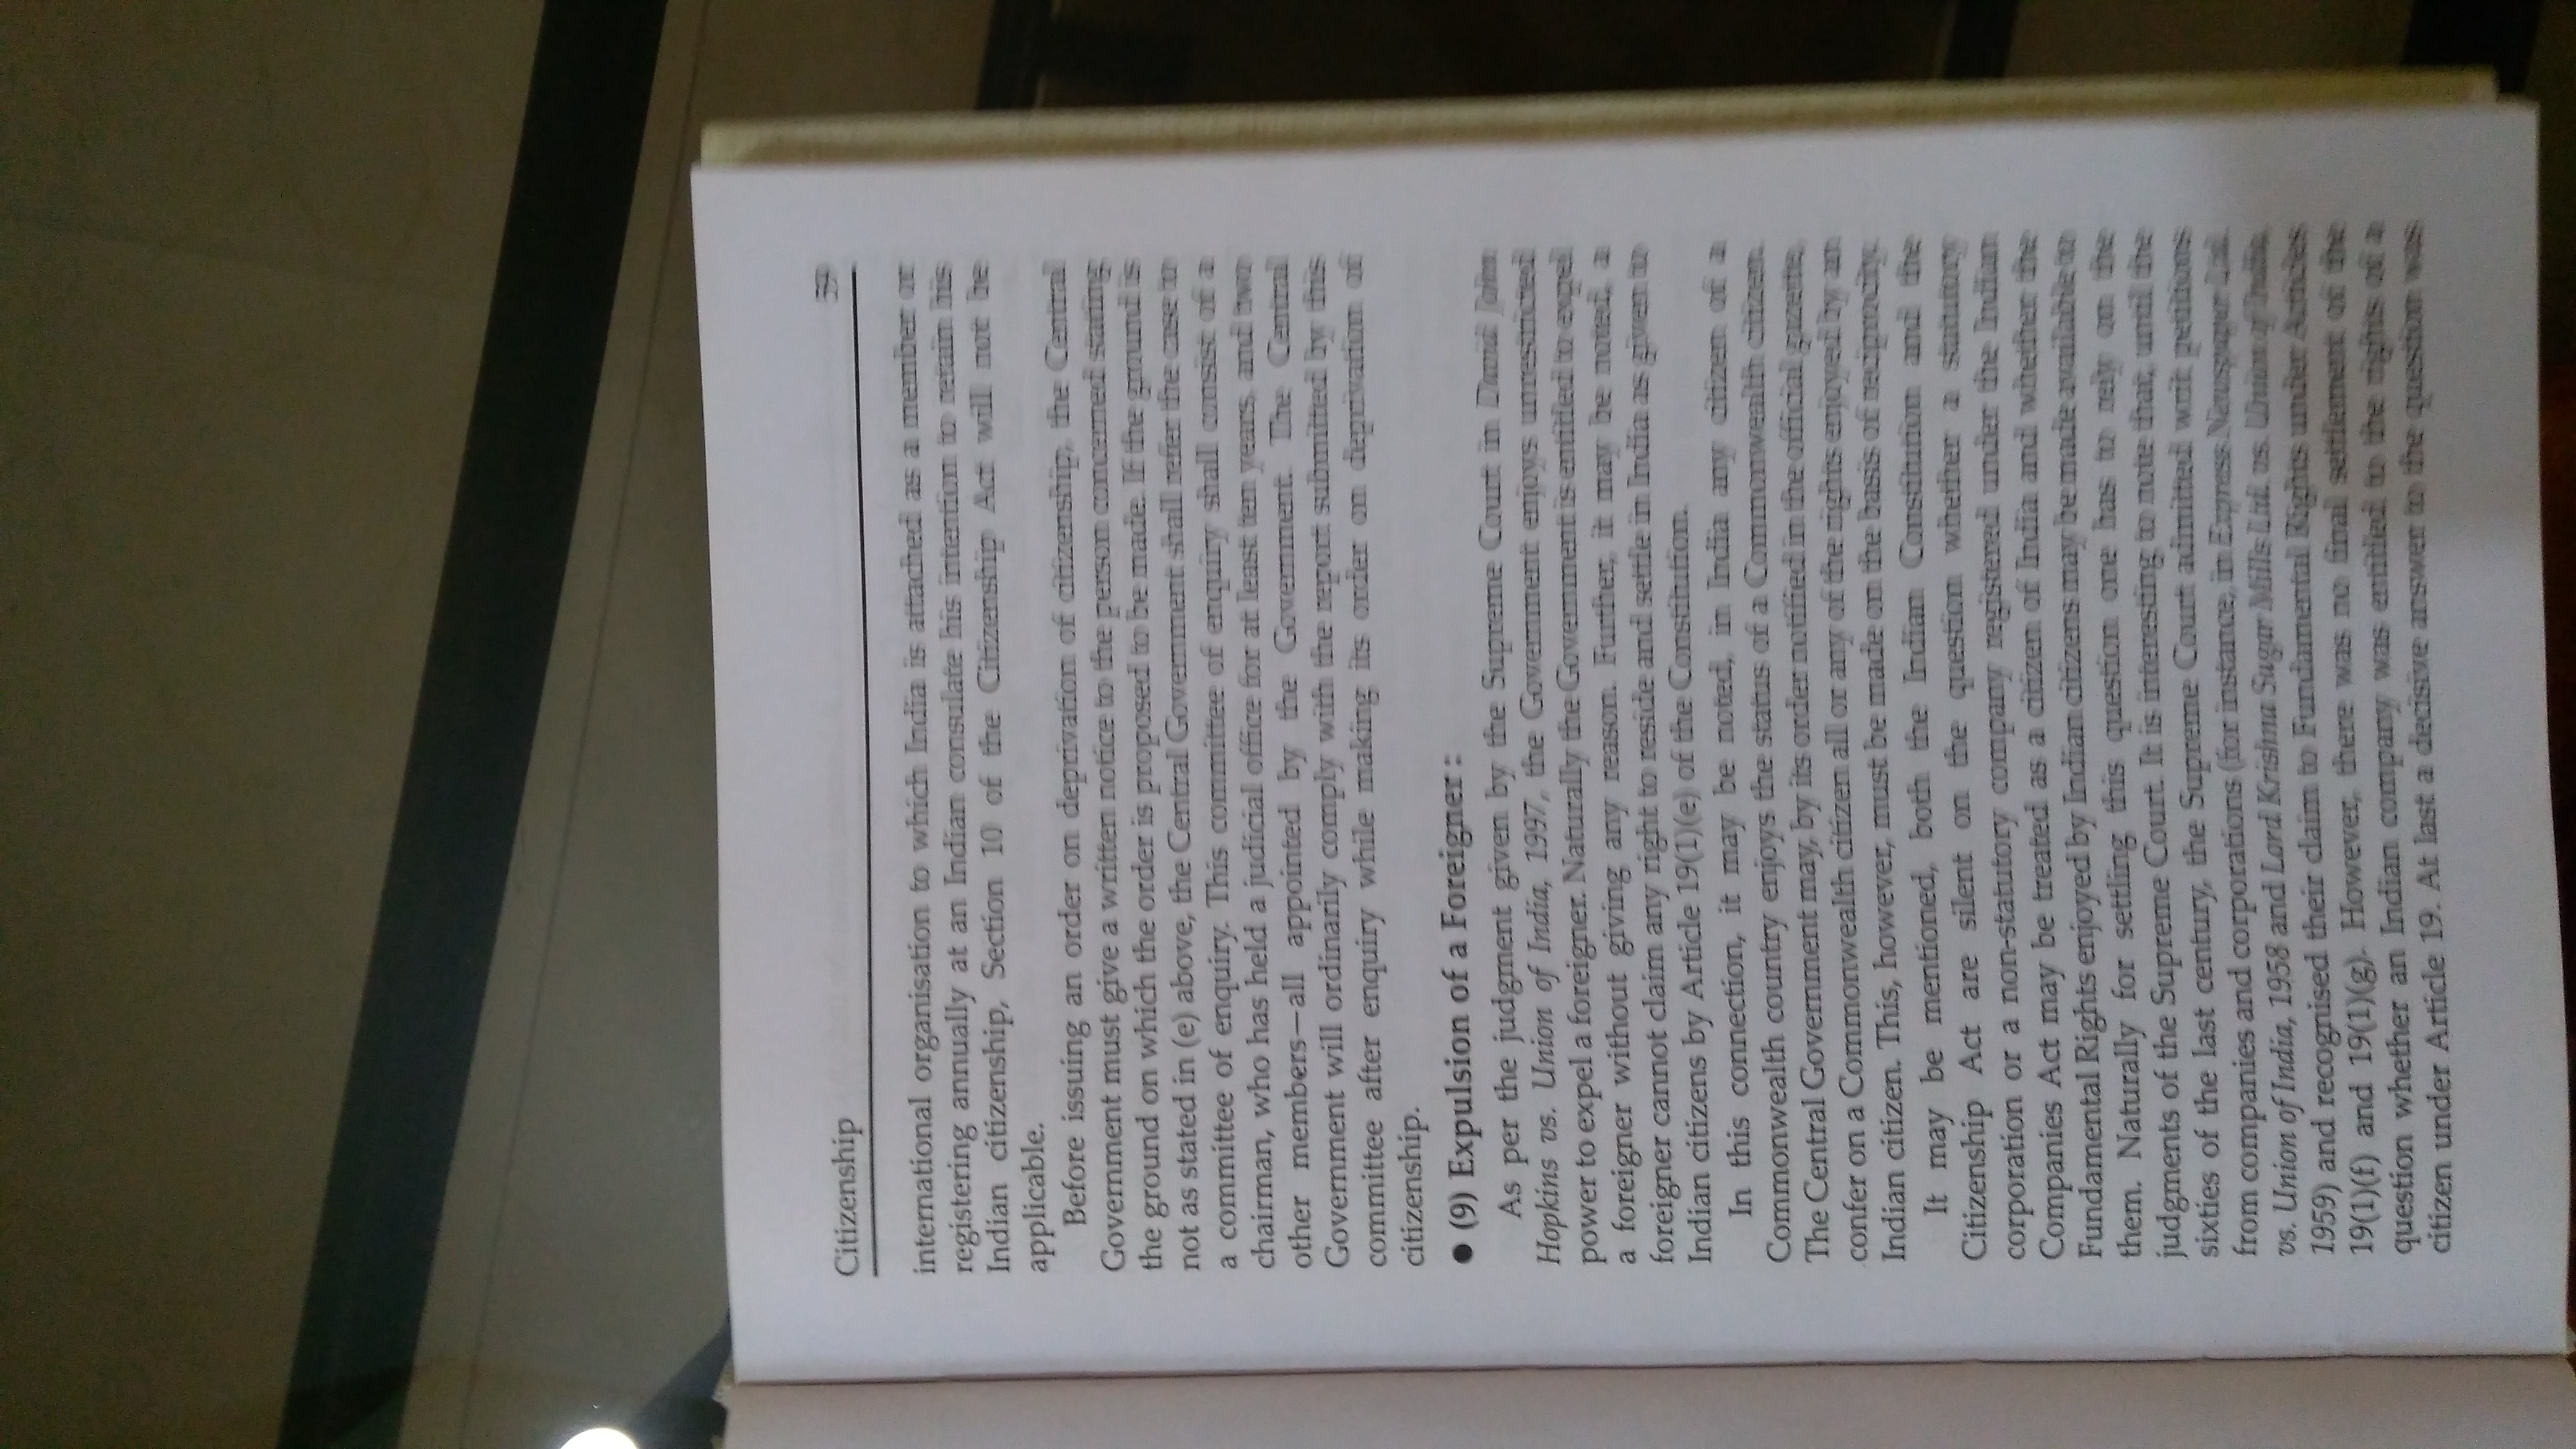 Citizenship 59
international organisation to which India is attached as a member or
registering annually at an Indian consulate his intention to retain his
Indian citizenship, Section 10 of the Citizenship Act will not be
applicable.
Before issuing an order on deprivation of citizenship, the Central
Government must give a written notice to the person concerned stating
the ground on which the order is proposed to be made. If the ground is
not as stated in (e) above, the Central Government shall refer the case to
a committee of enquiry. This committee of enquiry shall consist of a
chairman, who has held a judicial office for at least ten years, and two
other members—all appointed by the Government. The Central
Government will ordinarily comply with the report submitted by this
committee after enquiry while making its order on deprivation of
citizenship.
● (9) Expulsion of a Foreigner :
As per the judgment given by the Supreme Court in David John
Hopkins vs. Union of India, 1997, the Government enjoys unrestricted
power to expel a foreigner. Naturally the Government is entitled to expel
a foreigner without giving any reason. Further, it may be noted, a
foreigner cannot claim any right to reside and settle in India as given to
Indian citizens by Article 19(1)(e) of the Constitution.
In this connection, it may be noted, in India any citizen of a
Commonwealth country enjoys the status of a Commonwealth citizen.
The Central Government may, by its order notified in the official gazette,
confer on a Commonwealth citizen all or any of the rights enjoyed by an
Indian citizen. This, however, must be made on the basis of reciprocity.
It may be mentioned, both the Indian Constitution and the
Citizenship Act are silent on the question whether a statutory
corporation or a non-statutory company registered under the Indian
Companies Act may be treated as a citizen of India and whether the
Fundamental Rights enjoyed by Indian citizens may be made available to
them. Naturally for settling this question one has to rely on the
judgments of the Supreme Court. It is interesting to note that, until the
sixties of the last century, the Supreme Court admitted writ petitions
from companies and corporations (for instance, in Express Newspaper Ltd.
vs. Union of India, 1958 and Lord Krishna Sugar Mills Ltd. vs. Union of India,
1959) and recognised their claim to Fundamental Rights under Articles
19(1)(f) and 19(1)(g). However, there was no final settlement of the
question whether an Indian company was entitled to the rights of a
citizen under Article 19. At last a decisive answer to the question was